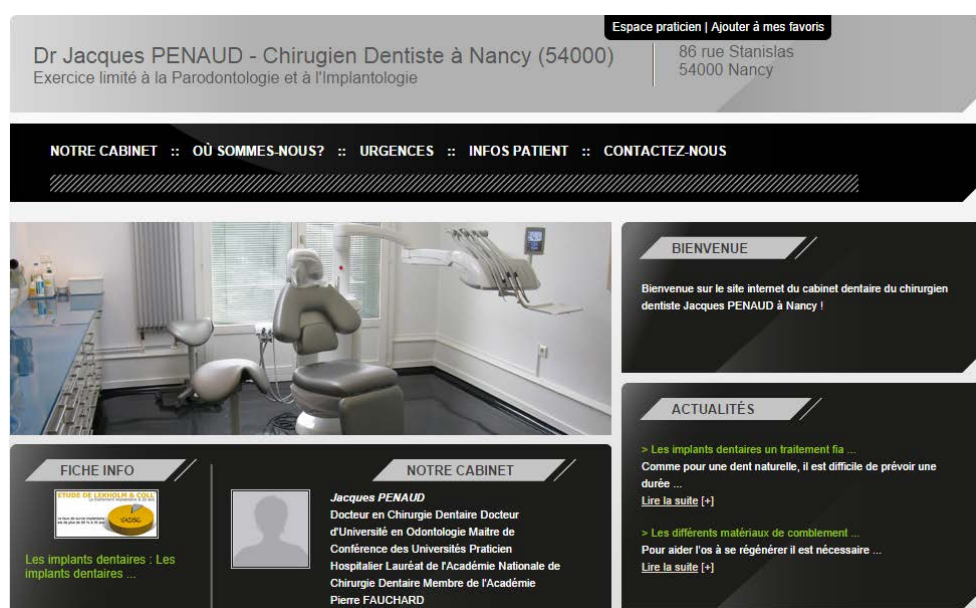 Espace praticien | Ajouter à mes favoris
Dr Jacques PENAUD - Chirugien Dentiste à Nancy (54000)
Exercice limité à la Parodontologie et à l'Implantologie
86 rue Stanislas
54000 Nancy
NOTRE CABINET :: OÙ SOMMES-NOUS? :: URGENCES :: INFOS PATIENT :: CONTACTEZ-NOUS
BIENVENUE
Bienvenue sur le site internet du cabinet dentaire du chirurgien
dentiste Jacques PENAUD à Nancy !
ACTUALITÉS
> Les implants dentaires un traitement fia ...
Comme pour une dent naturelle, il est difficile de prévoir une
durée ...
Lire la suite [+]
> Les différents matériaux de comblement ...
Pour aider l'os à se régénérer il est nécessaire ...
Lire la suite [+]
FICHE INFO
ETUDE DE LEKHOLM & COLL
Les implants dentaires : Les
implants dentaires ...
NOTRE CABINET
Jacques PENAUD
Docteur en Chirurgie Dentaire Docteur
d'Université en Odontologie Maitre de
Conférence des Universités Praticien
Hospitalier Lauréat de l'Académie Nationale de
Chirurgie Dentaire Membre de l'Académie
Pierre FAUCHARD